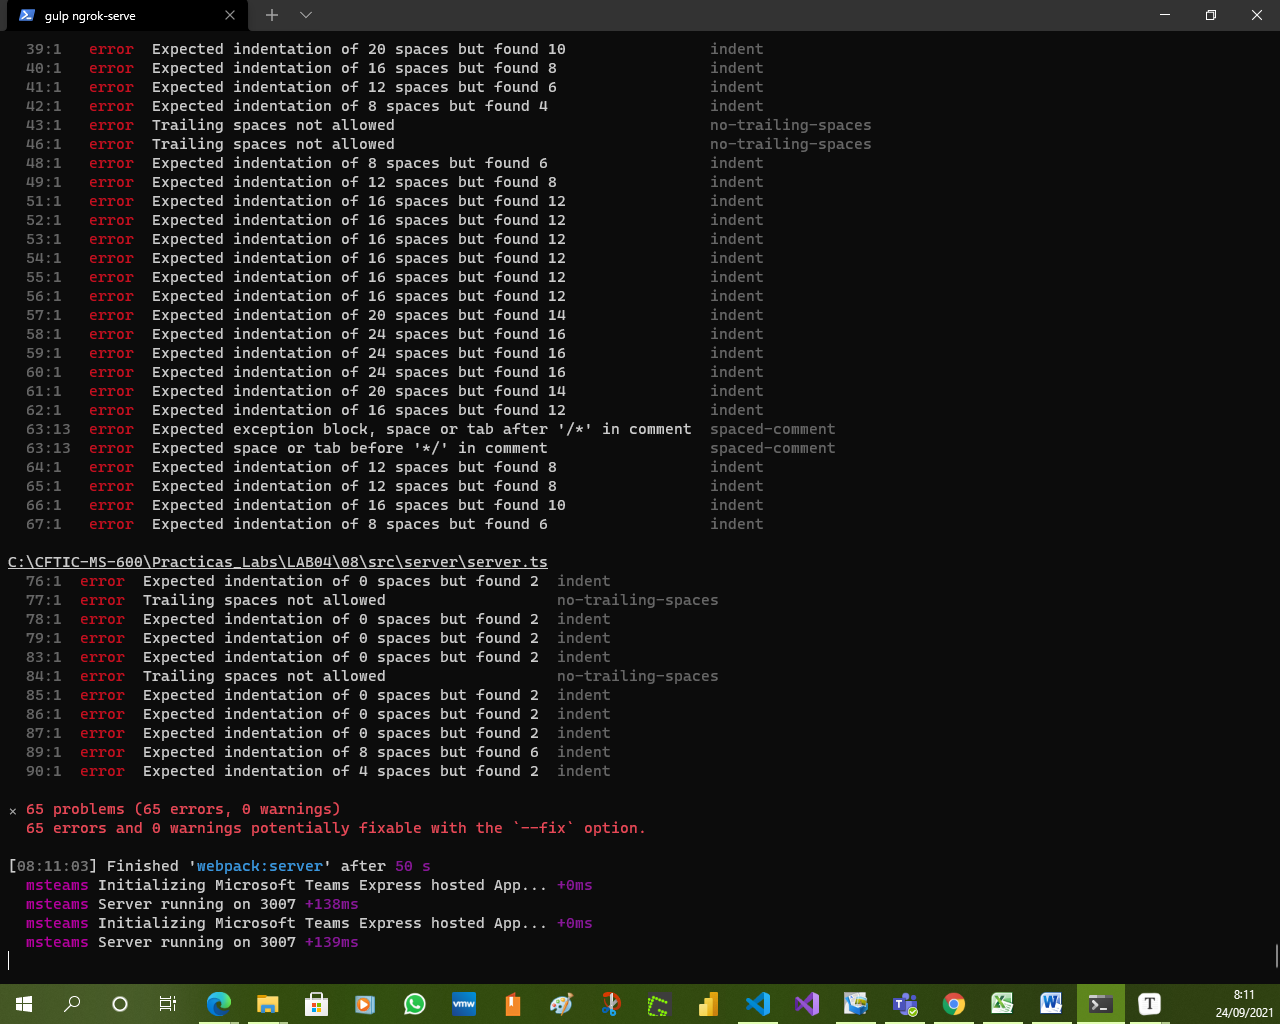 gulp ngrok-serve
39:1 error Expected indentation of 20 spaces but found 10 indent
40:1 error Expected indentation of 16 spaces but found 8 indent
41:1 error Expected indentation of 12 spaces but found 6 indent
42:1 error Expected indentation of 8 spaces but found 4 indent
43:1 error Trailing spaces not allowed no-trailing-spaces
46:1 error Trailing spaces not allowed no-trailing-spaces
48:1 error Expected indentation of 8 spaces but found 6 indent
49:1 error Expected indentation of 12 spaces but found 8 indent
51:1 error Expected indentation of 16 spaces but found 12 indent
52:1 error Expected indentation of 16 spaces but found 12 indent
53:1 error Expected indentation of 16 spaces but found 12 indent
54:1 error Expected indentation of 16 spaces but found 12 indent
55:1 error Expected indentation of 16 spaces but found 12 indent
56:1 error Expected indentation of 16 spaces but found 12 indent
57:1 error Expected indentation of 20 spaces but found 14 indent
58:1 error Expected indentation of 24 spaces but found 16 indent
59:1 error Expected indentation of 24 spaces but found 16 indent
60:1 error Expected indentation of 24 spaces but found 16 indent
61:1 error Expected indentation of 20 spaces but found 14 indent
62:1 error Expected indentation of 16 spaces but found 12 indent
63:13 error Expected exception block, space or tab after '/*' in comment spaced-comment
63:13 error Expected space or tab before '*/' in comment spaced-comment
64:1 error Expected indentation of 12 spaces but found 8 indent
65:1 error Expected indentation of 12 spaces but found 8 indent
66:1 error Expected indentation of 16 spaces but found 10 indent
67:1 error Expected indentation of 8 spaces but found 6 indent
C:\CFTIC-MS-600\Practicas_Labs\LAB04\08\src\server\server.ts
76:1 error Expected indentation of 0 spaces but found 2 indent
77:1 error Trailing spaces not allowed no-trailing-spaces
78:1 error Expected indentation of 0 spaces but found 2 indent
79:1 error Expected indentation of 0 spaces but found 2 indent
83:1 error Expected indentation of 0 spaces but found 2 indent
84:1 error Trailing spaces not allowed no-trailing-spaces
85:1 error Expected indentation of 0 spaces but found 2 indent
86:1 error Expected indentation of 0 spaces but found 2 indent
87:1 error Expected indentation of 0 spaces but found 2 indent
89:1 error Expected indentation of 8 spaces but found 6 indent
90:1 error Expected indentation of 4 spaces but found 2 indent
× 65 problems (65 errors, 0 warnings)
65 errors and 0 warnings potentially fixable with the `--fix` option.
[08:11:03] Finished 'webpack:server' after 50 s
msteams Initializing Microsoft Teams Express hosted App... +0ms
msteams Server running on 3007 +138ms
msteams Initializing Microsoft Teams Express hosted App... +0ms
msteams Server running on 3007 +139ms
vmw
T
8:11
24/09/2021